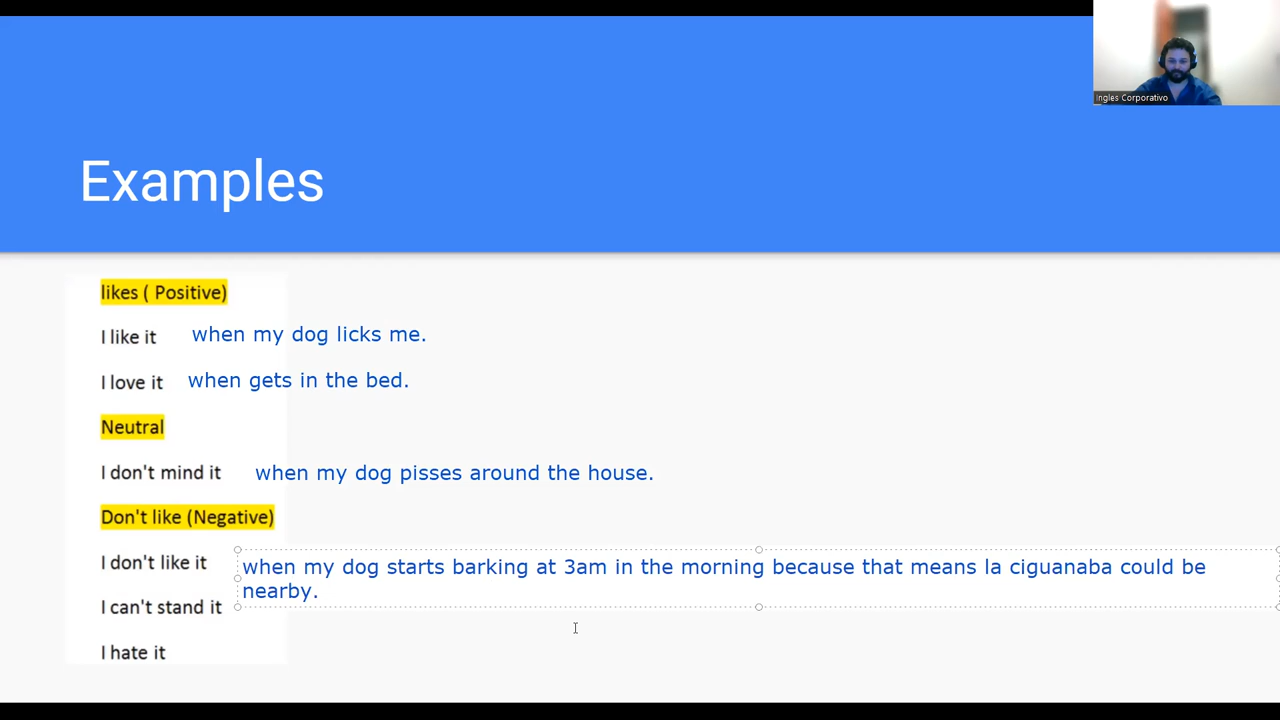 Ingles Corporativo
Examples
likes ( Positive)
I like it when my dog licks me.
I love it when gets in the bed.
Neutral
I don't mind it when my dog pisses around the house.
Don't like (Negative)
I don't like it when my dog starts barking at 3am in the morning because that means la ciguanaba could be
nearby.
I can't stand it
I hate it